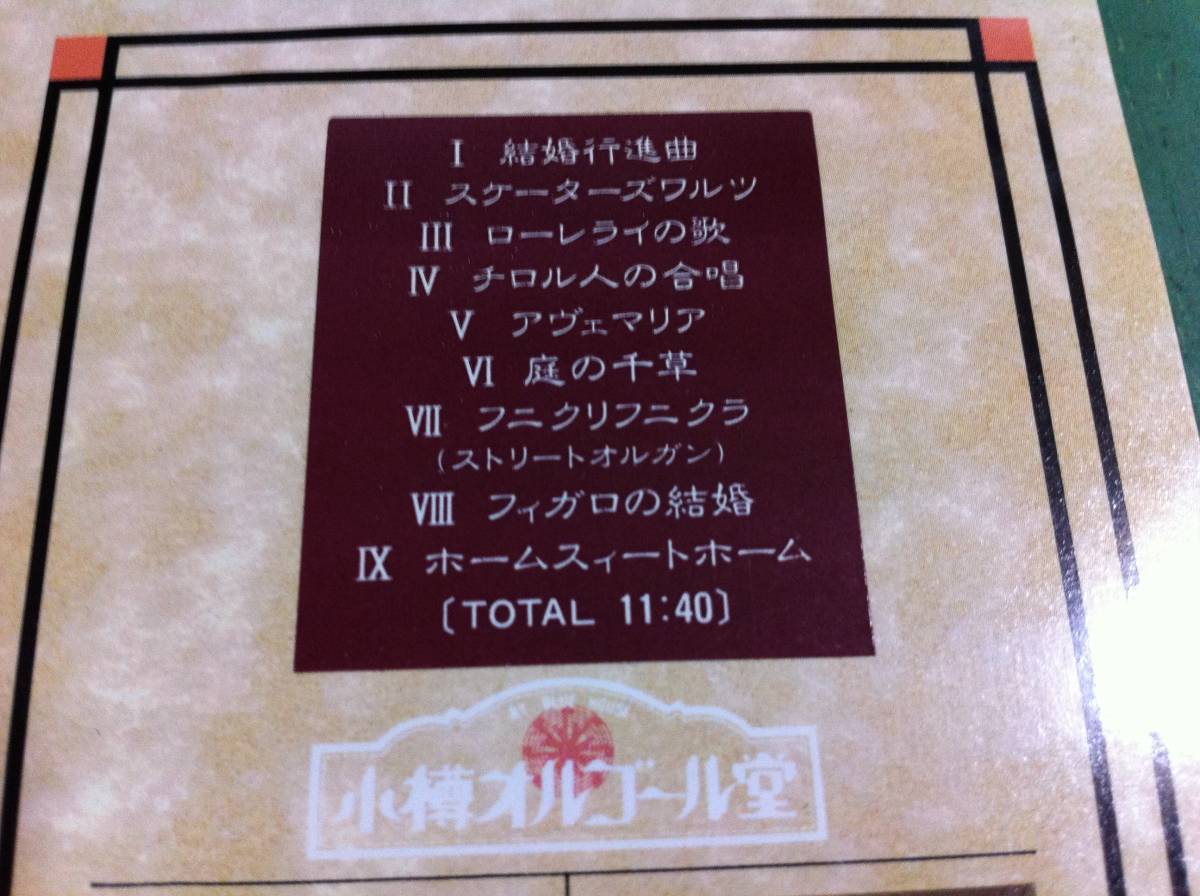 I 結婚行進曲
II スケーターズワルツ
III ローレライの歌
IV チロル人の合唱
V アヴェマリア
VI 庭の千草
VII フニクリフニクラ
(ストリートオルガン)
VIII フィガロの結婚
IX ホームスィートホーム
〔TOTAL 11:40〕
小樽オルゴール堂